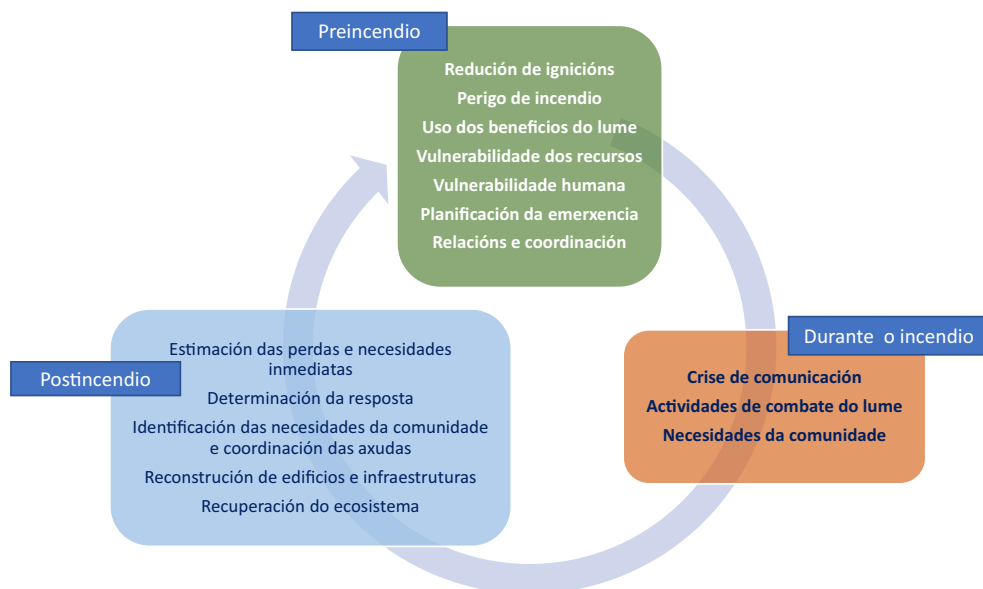 Preincendio
Redución de ignicións
Perigo de incendio
Uso dos beneficios do lume
Vulnerabilidade dos recursos
Vulnerabilidade humana
Planificación da emerxencia
Relacións e coordinación
Durante o incendio
Crise de comunicación
Actividades de combate do lume
Necesidades da comunidade
Postincendio
Estimación das perdas e necesidades
inmediatas
Determinación da resposta
Identificación das necesidades da comunidade
e coordinación das axudas
Reconstrución de edificios e infraestruturas
Recuperación do ecosistema